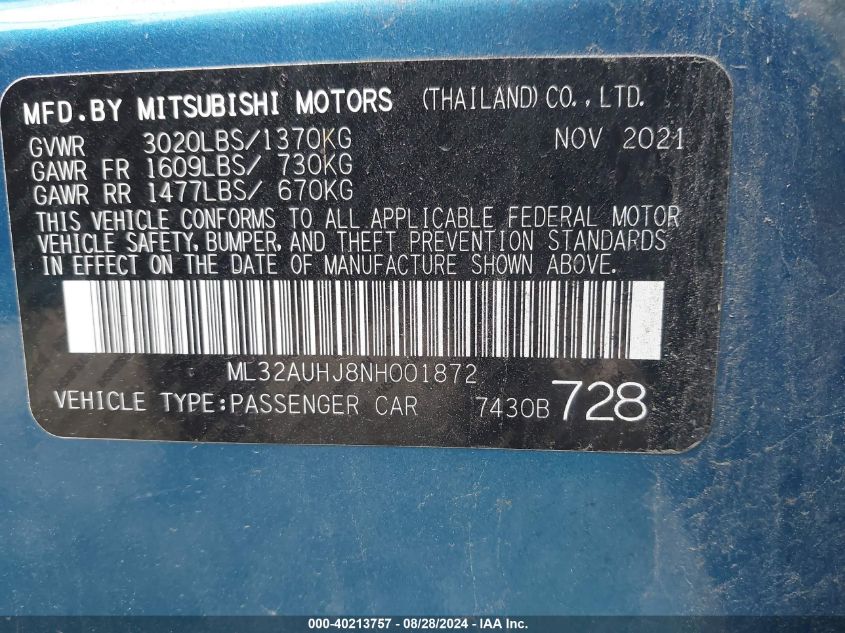 MFD.BY MITSUBISHI MOTORS (THAILAND) CO.,LTD.
GVWR 3020LBS/1370KG NOV 2021
GAWR FR 1609LBS/ 730KG
GAWR RR 1477LBS/ 670KG
THIS VEHICLE CONFORMS TO ALL APPLICABLE FEDERAL MOTOR
VEHICLE SAFETY, BUMPER, AND THEFT PREVENTION STANDARDS
IN EFFECT ON THE DATE OF MANUFACTURE SHOWN ABOVE.
ML32AUHJ8NH001872
VEHICLE TYPE:PASSENGER CAR 7430B 728
000-40213757 - 08/28/2024 - IAAI.COM